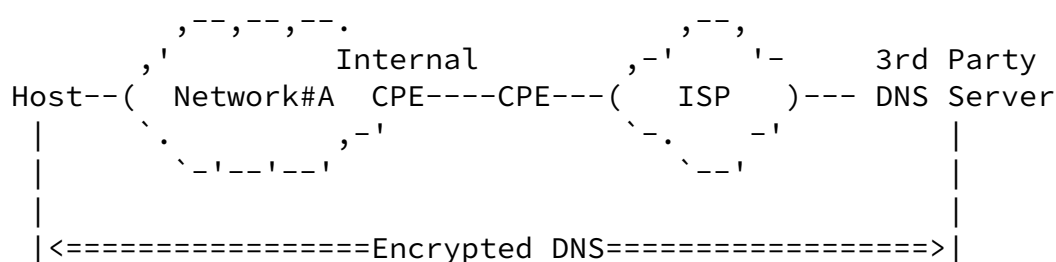 ,--,--,--.                    ,--,
       ,'         Internal         ,-'    '-     3rd Party
Host--(  Network#A  CPE----CPE---(   ISP   )--- DNS Server
 |     `.          ,-'             `-.   -'          |
 |       `-'--'--'                    `--'           |
 |                                                   |
 |<=================Encrypted DNS==================>|